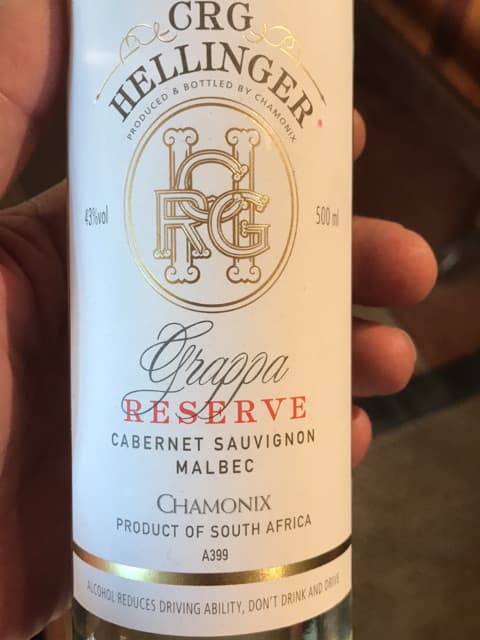 CRG
HELLINGER
PRODUCED & BOTTLED BY CHAMONIX
HCRG
43%vol
500 ml
Grappa
RESERVE
CABERNET SAUVIGNON
MALBEC
CHAMONIX
PRODUCT OF SOUTH AFRICA
A399
ALCOHOL REDUCES DRIVING ABILITY, DON'T DRINK AND DRIVE